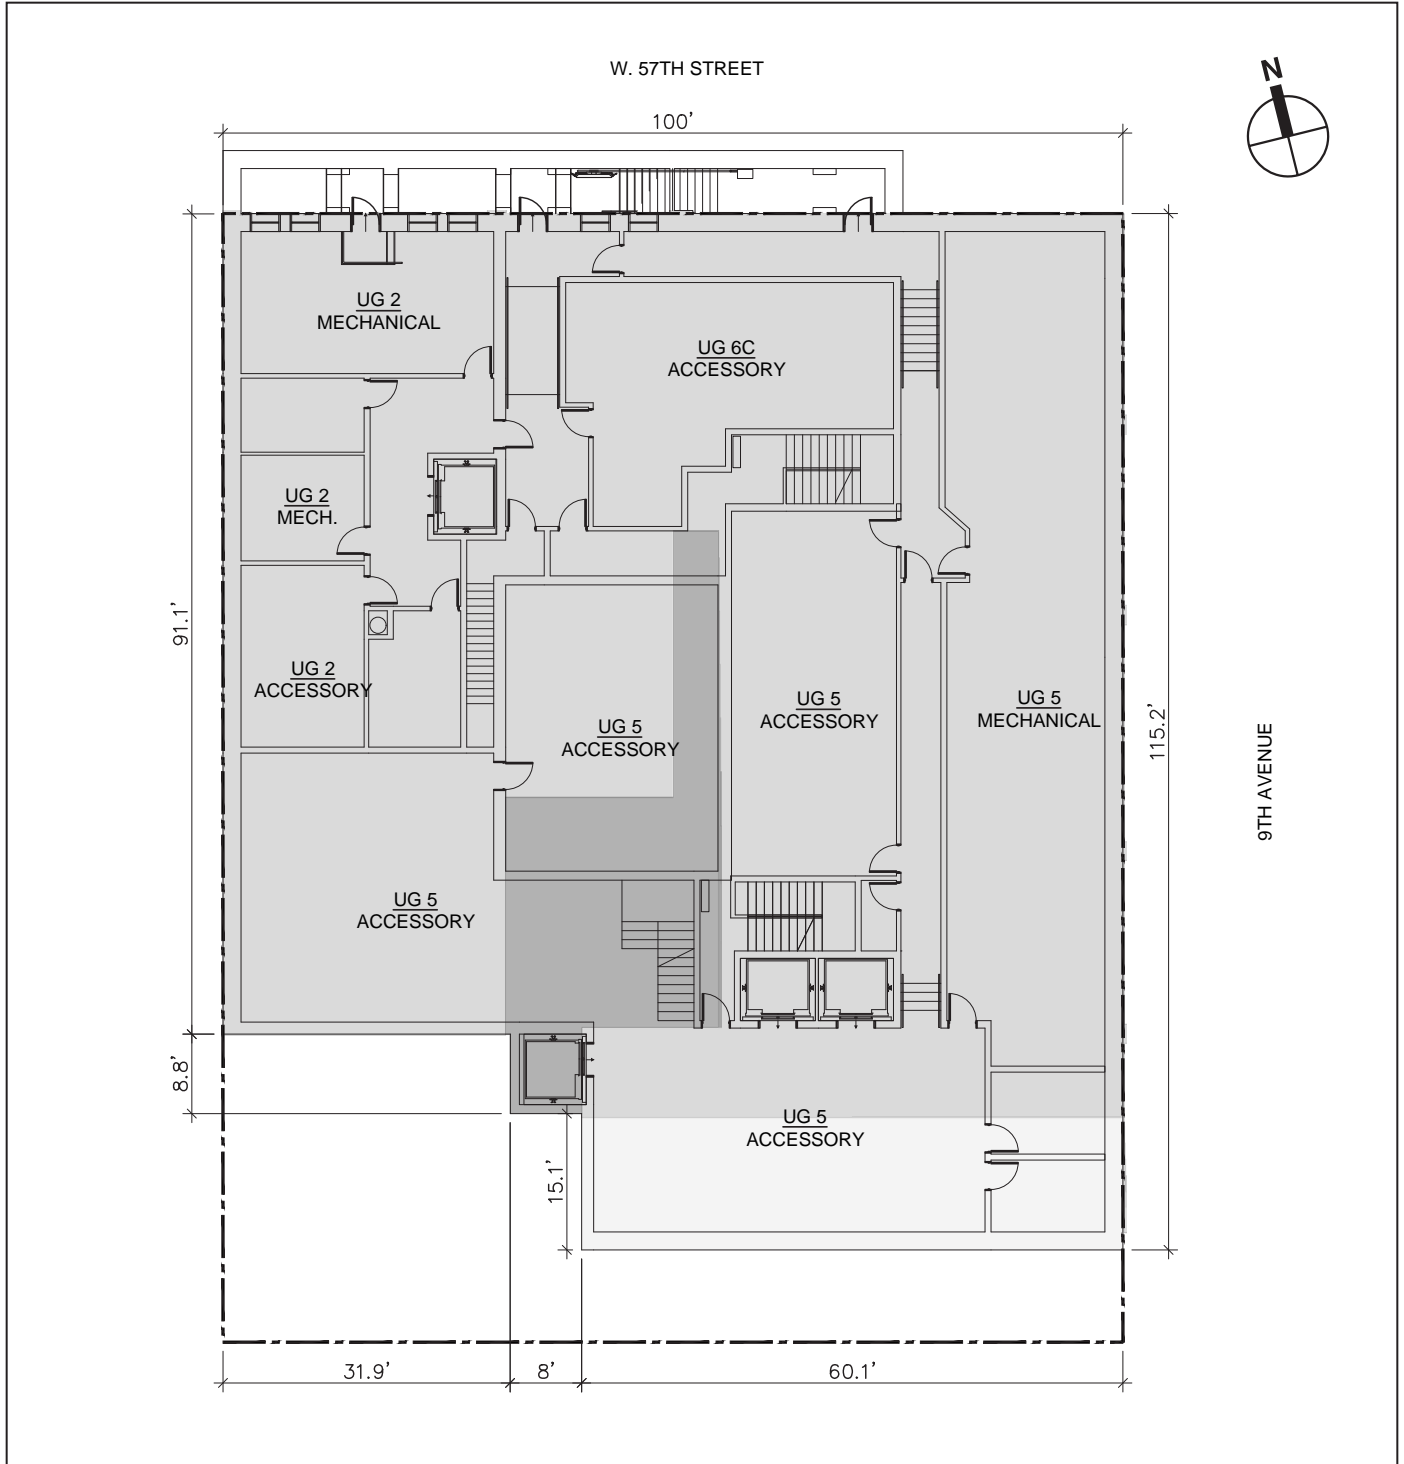 W. 57TH STREET
N
100’
UG 2
MECHANICAL
UG 6C
ACCESSORY
UG 2
MECH.
91.1’
UG 2
ACCESSORY
UG 5
ACCESSORY
UG 5
ACCESSORY
UG 5
MECHANICAL
115.2’
9TH AVENUE
UG 5
ACCESSORY
8.8’
UG 5
ACCESSORY
15.1’
31.9’
8’
60.1’